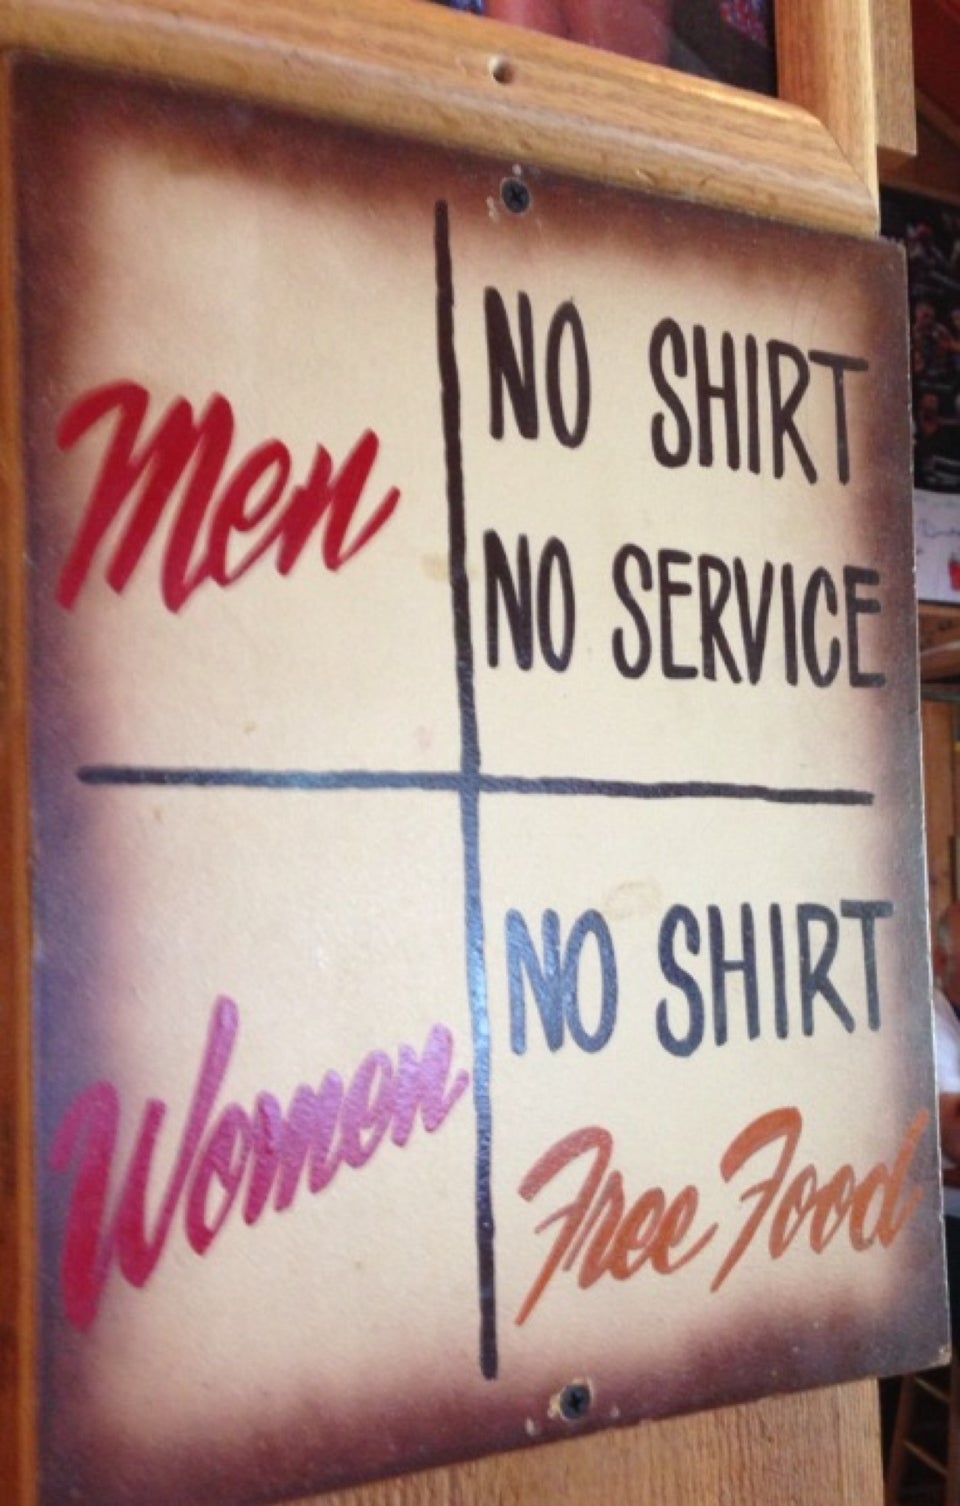 Men
NO SHIRT
NO SERVICE
Women
NO SHIRT
Free Food